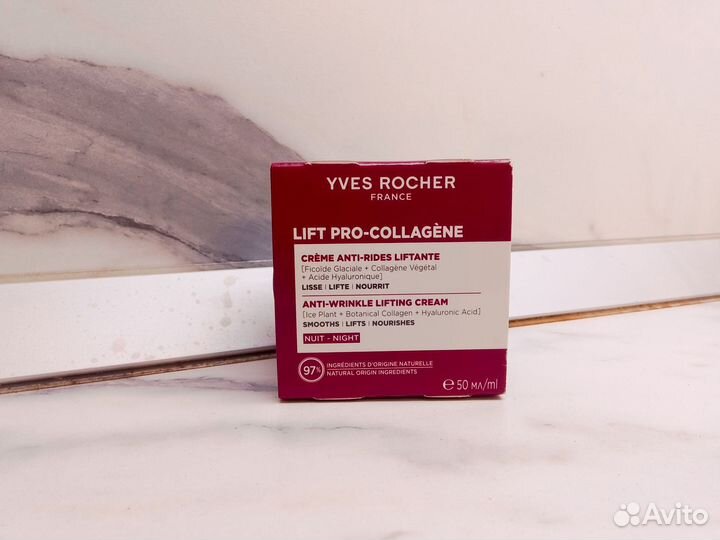 YVES ROCHER
FRANCE
LIFT PRO-COLLAGÈNE
CRÈME ANTI-RIDES LIFTANTE
[Ficoïde Glaciale + Collagène Végétal
+ Acide Hyaluronique]
LISSE | LIFTE | NOURRIT
ANTI-WRINKLE LIFTING CREAM
[Ice Plant + Botanical Collagen + Hyaluronic Acid]
SMOOTHS | LIFTS | NOURISHES
NUIT - NIGHT
97%
INGRÉDIENTS D'ORIGINE NATURELLE
NATURAL ORIGIN INGREDIENTS
℮ 50 мл/ml
Avito